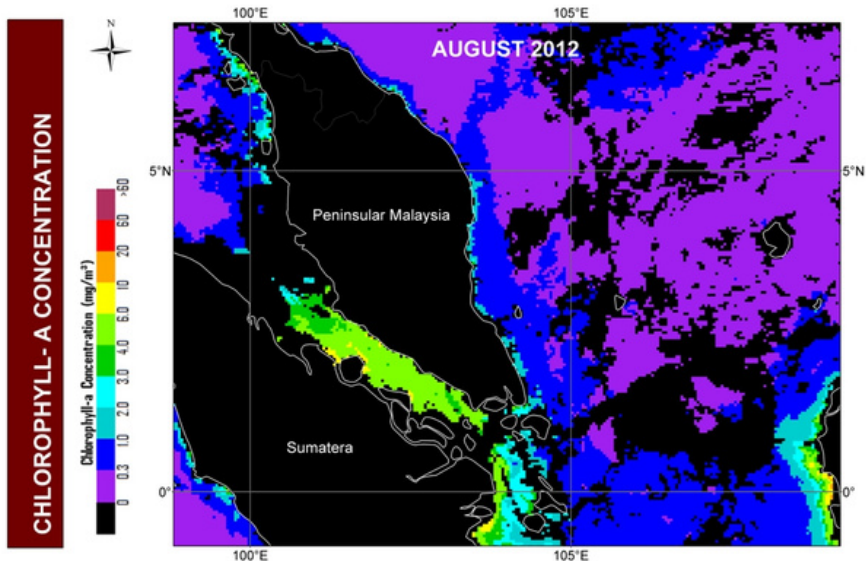 N
CHLOROPHYLL- A CONCENTRATION
Chlorophyll-a Concentration (mg/m³)
>60
60
20
10
6.0
4.0
3.0
2.0
1.0
0.3
0
100°E
105°E
AUGUST 2012
5°N
5°N
Peninsular Malaysia
Sumatera
0°
0°
100°E
105°E